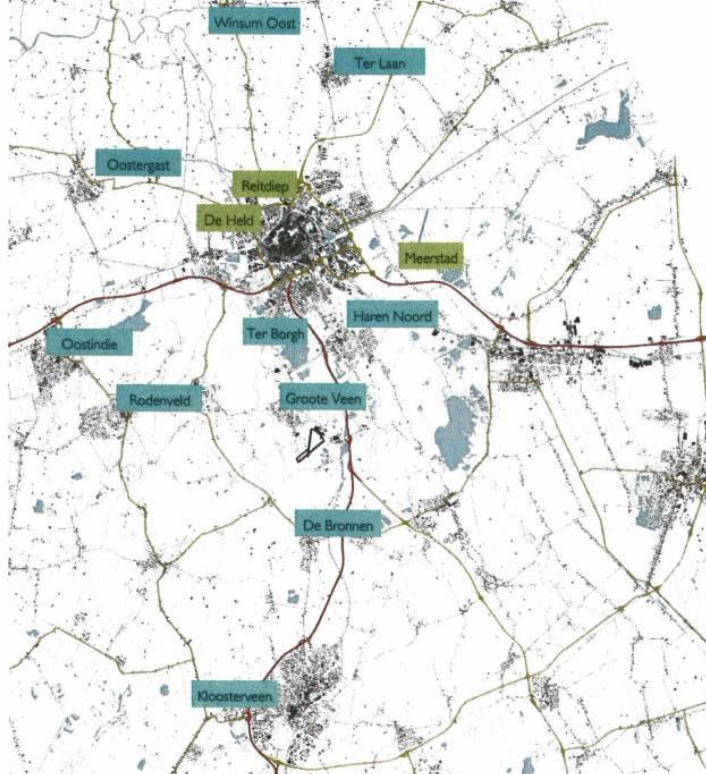 Winsum Oost
Ter Laan
Oostergast
Reitdiep
De Held
Meerstad
Haren Noord
Ter Borgh
Oostindie
Rodenveld
Groote Veen
De Bronnen
Kloosterveen